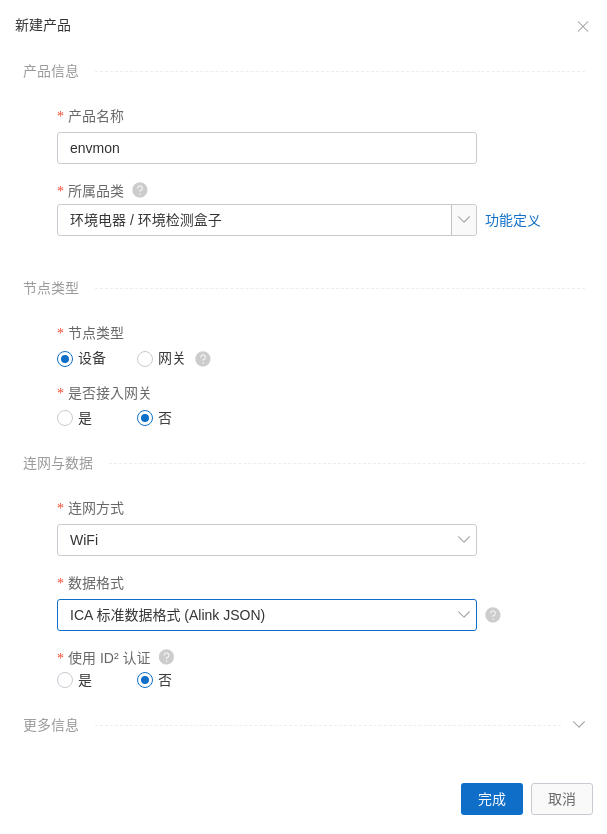 新建产品
产品信息
* 产品名称
envmon
* 所属品类 ?
环境电器 / 环境检测盒子
功能定义
节点类型
* 节点类型
设备 网关 ?
* 是否接入网关
是 否
连网与数据
* 连网方式
WiFi
* 数据格式
ICA 标准数据格式 (Alink JSON) ?
* 使用 ID² 认证 ?
是 否
更多信息
完成 取消